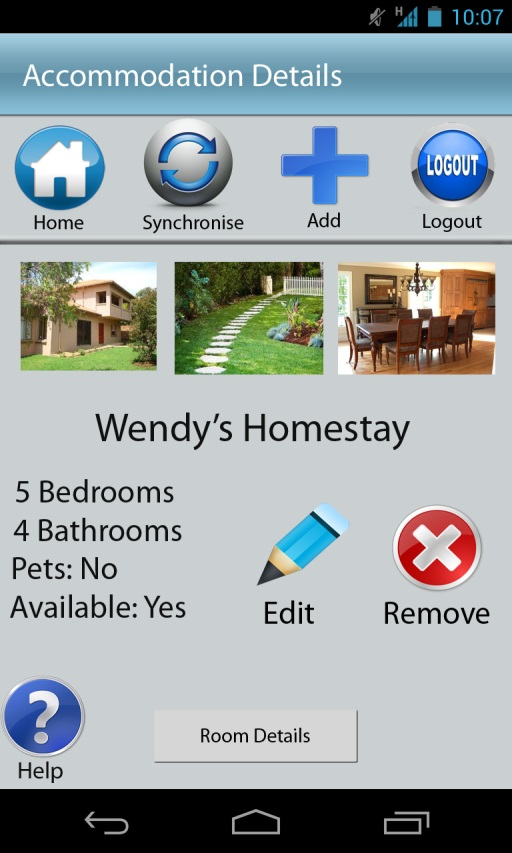 H 10:07
Accommodation Details
LOGOUT
Home Synchronise Add Logout
Wendy’s Homestay
5 Bedrooms
4 Bathrooms
Pets: No
Available: Yes
Edit Remove
?
Room Details
Help